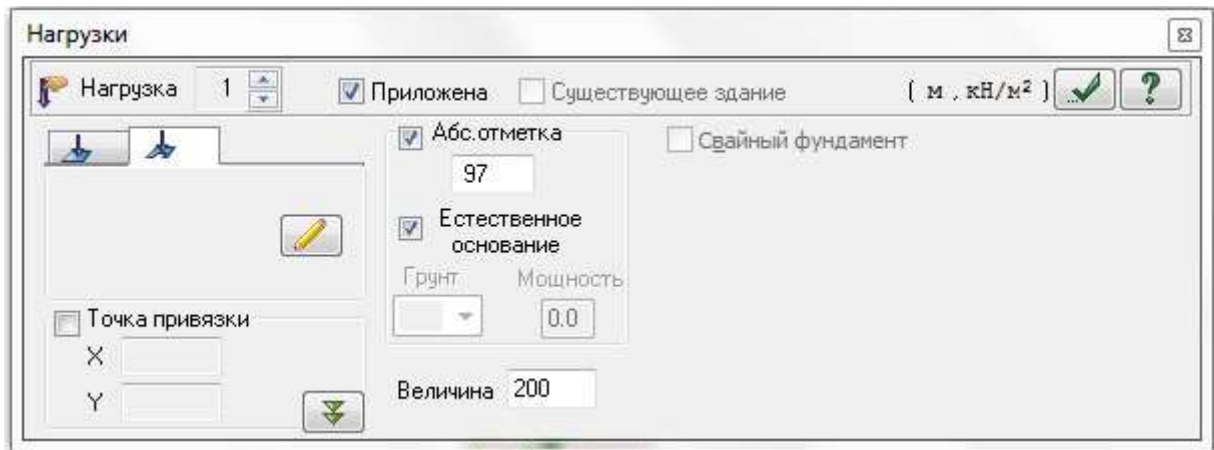 Нагрузки
Нагрузка 1 Приложена Существующее здание ( м , кН/м² ) ?
Абс.отметка Свайный фундамент
97
Естественное
основание
Грунт Мощность
0.0
Точка привязки
X
Y
Величина 200